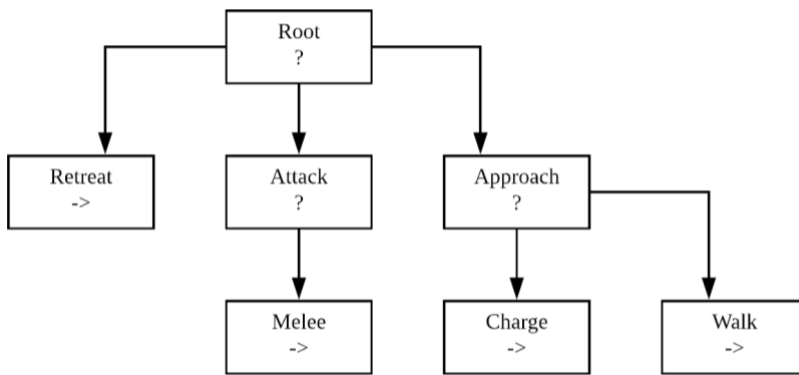 Root
?
Retreat
->
Attack
?
Approach
?
Melee
->
Charge
->
Walk
->